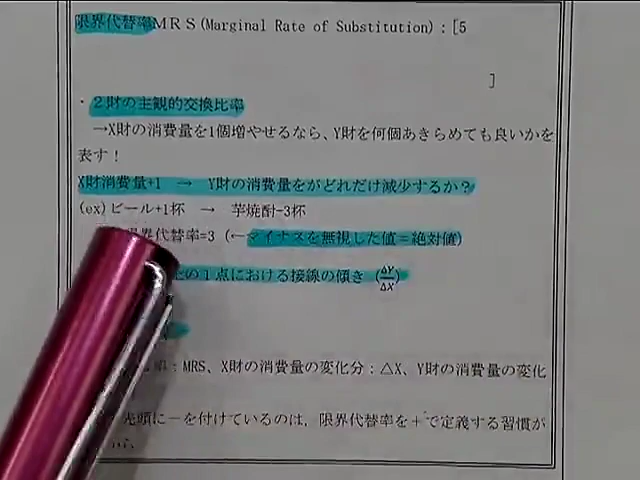 限界代替率MRS(Marginal Rate of Substitution):[5
]
・2財の主観的交換比率
→X財の消費量を1個増やせるなら、Y財を何個あきらめても良いかを
表す!
X財消費量+1 → Y財の消費量をがどれだけ減少するか?
(ex)ビール+1杯 → 芋焼酎-3杯
界代替率=3 (←マイナスを無視した値=絶対値)
の1点における接線の傾き (ΔY/ΔX)
:MRS、X財の消費量の変化分:△X、Y財の消費量の変化
先頭に-を付けているのは, 限界代替率を+で定義する習慣が